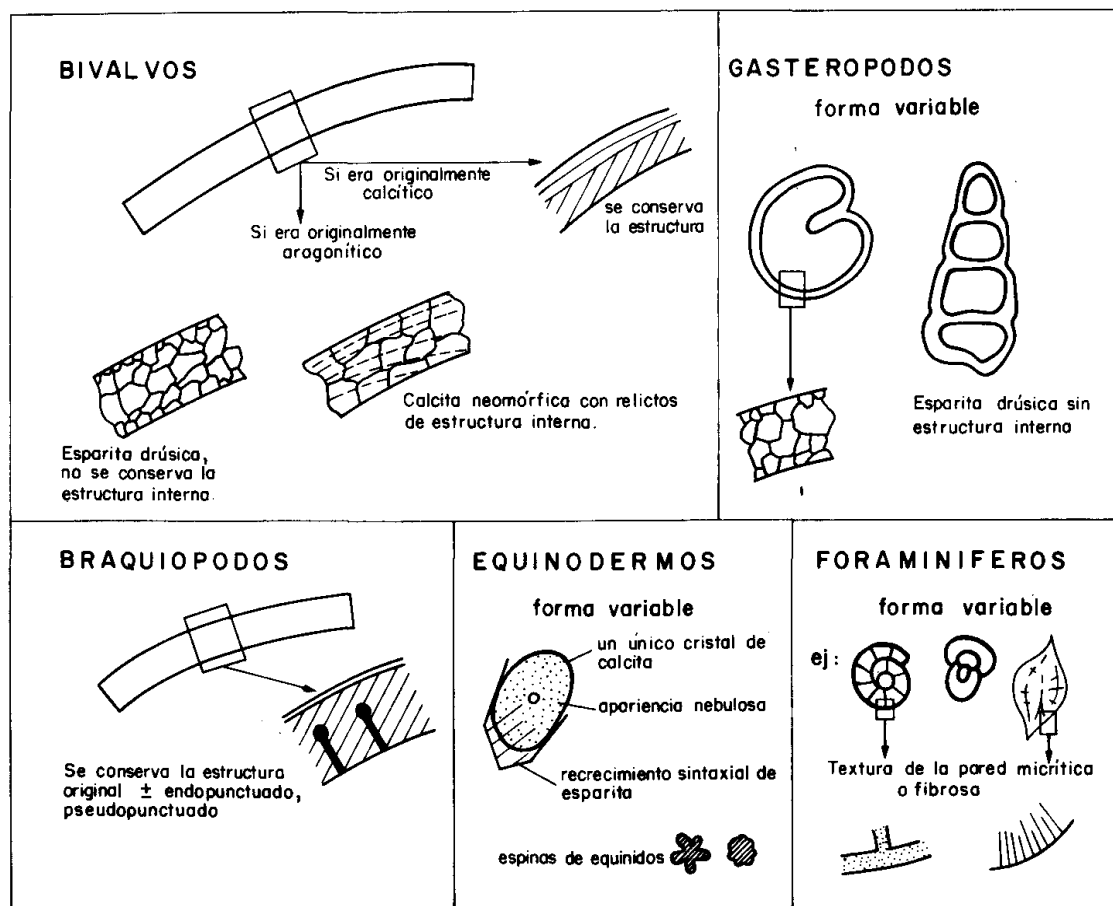 BIVALVOS
Si era originalmente
calcítico
Si era originalmente
aragonítico
se conserva
la estructura
Calcita neomórfica con relictos
de estructura interna.
Esparita drúsica,
no se conserva la
estructura interna.
GASTEROPODOS
forma variable
Esparita drúsica sin
estructura interna
BRAQUIOPODOS
Se conserva la estructura
original ± endopunctuado,
pseudopunctuado
EQUINODERMOS
forma variable
un único cristal de
calcita
apariencia nebulosa
recrecimiento sintaxial de
esparita
espinas de equinidos
FORAMINIFEROS
forma variable
ej:
Textura de la pared micrítica
o fibrosa